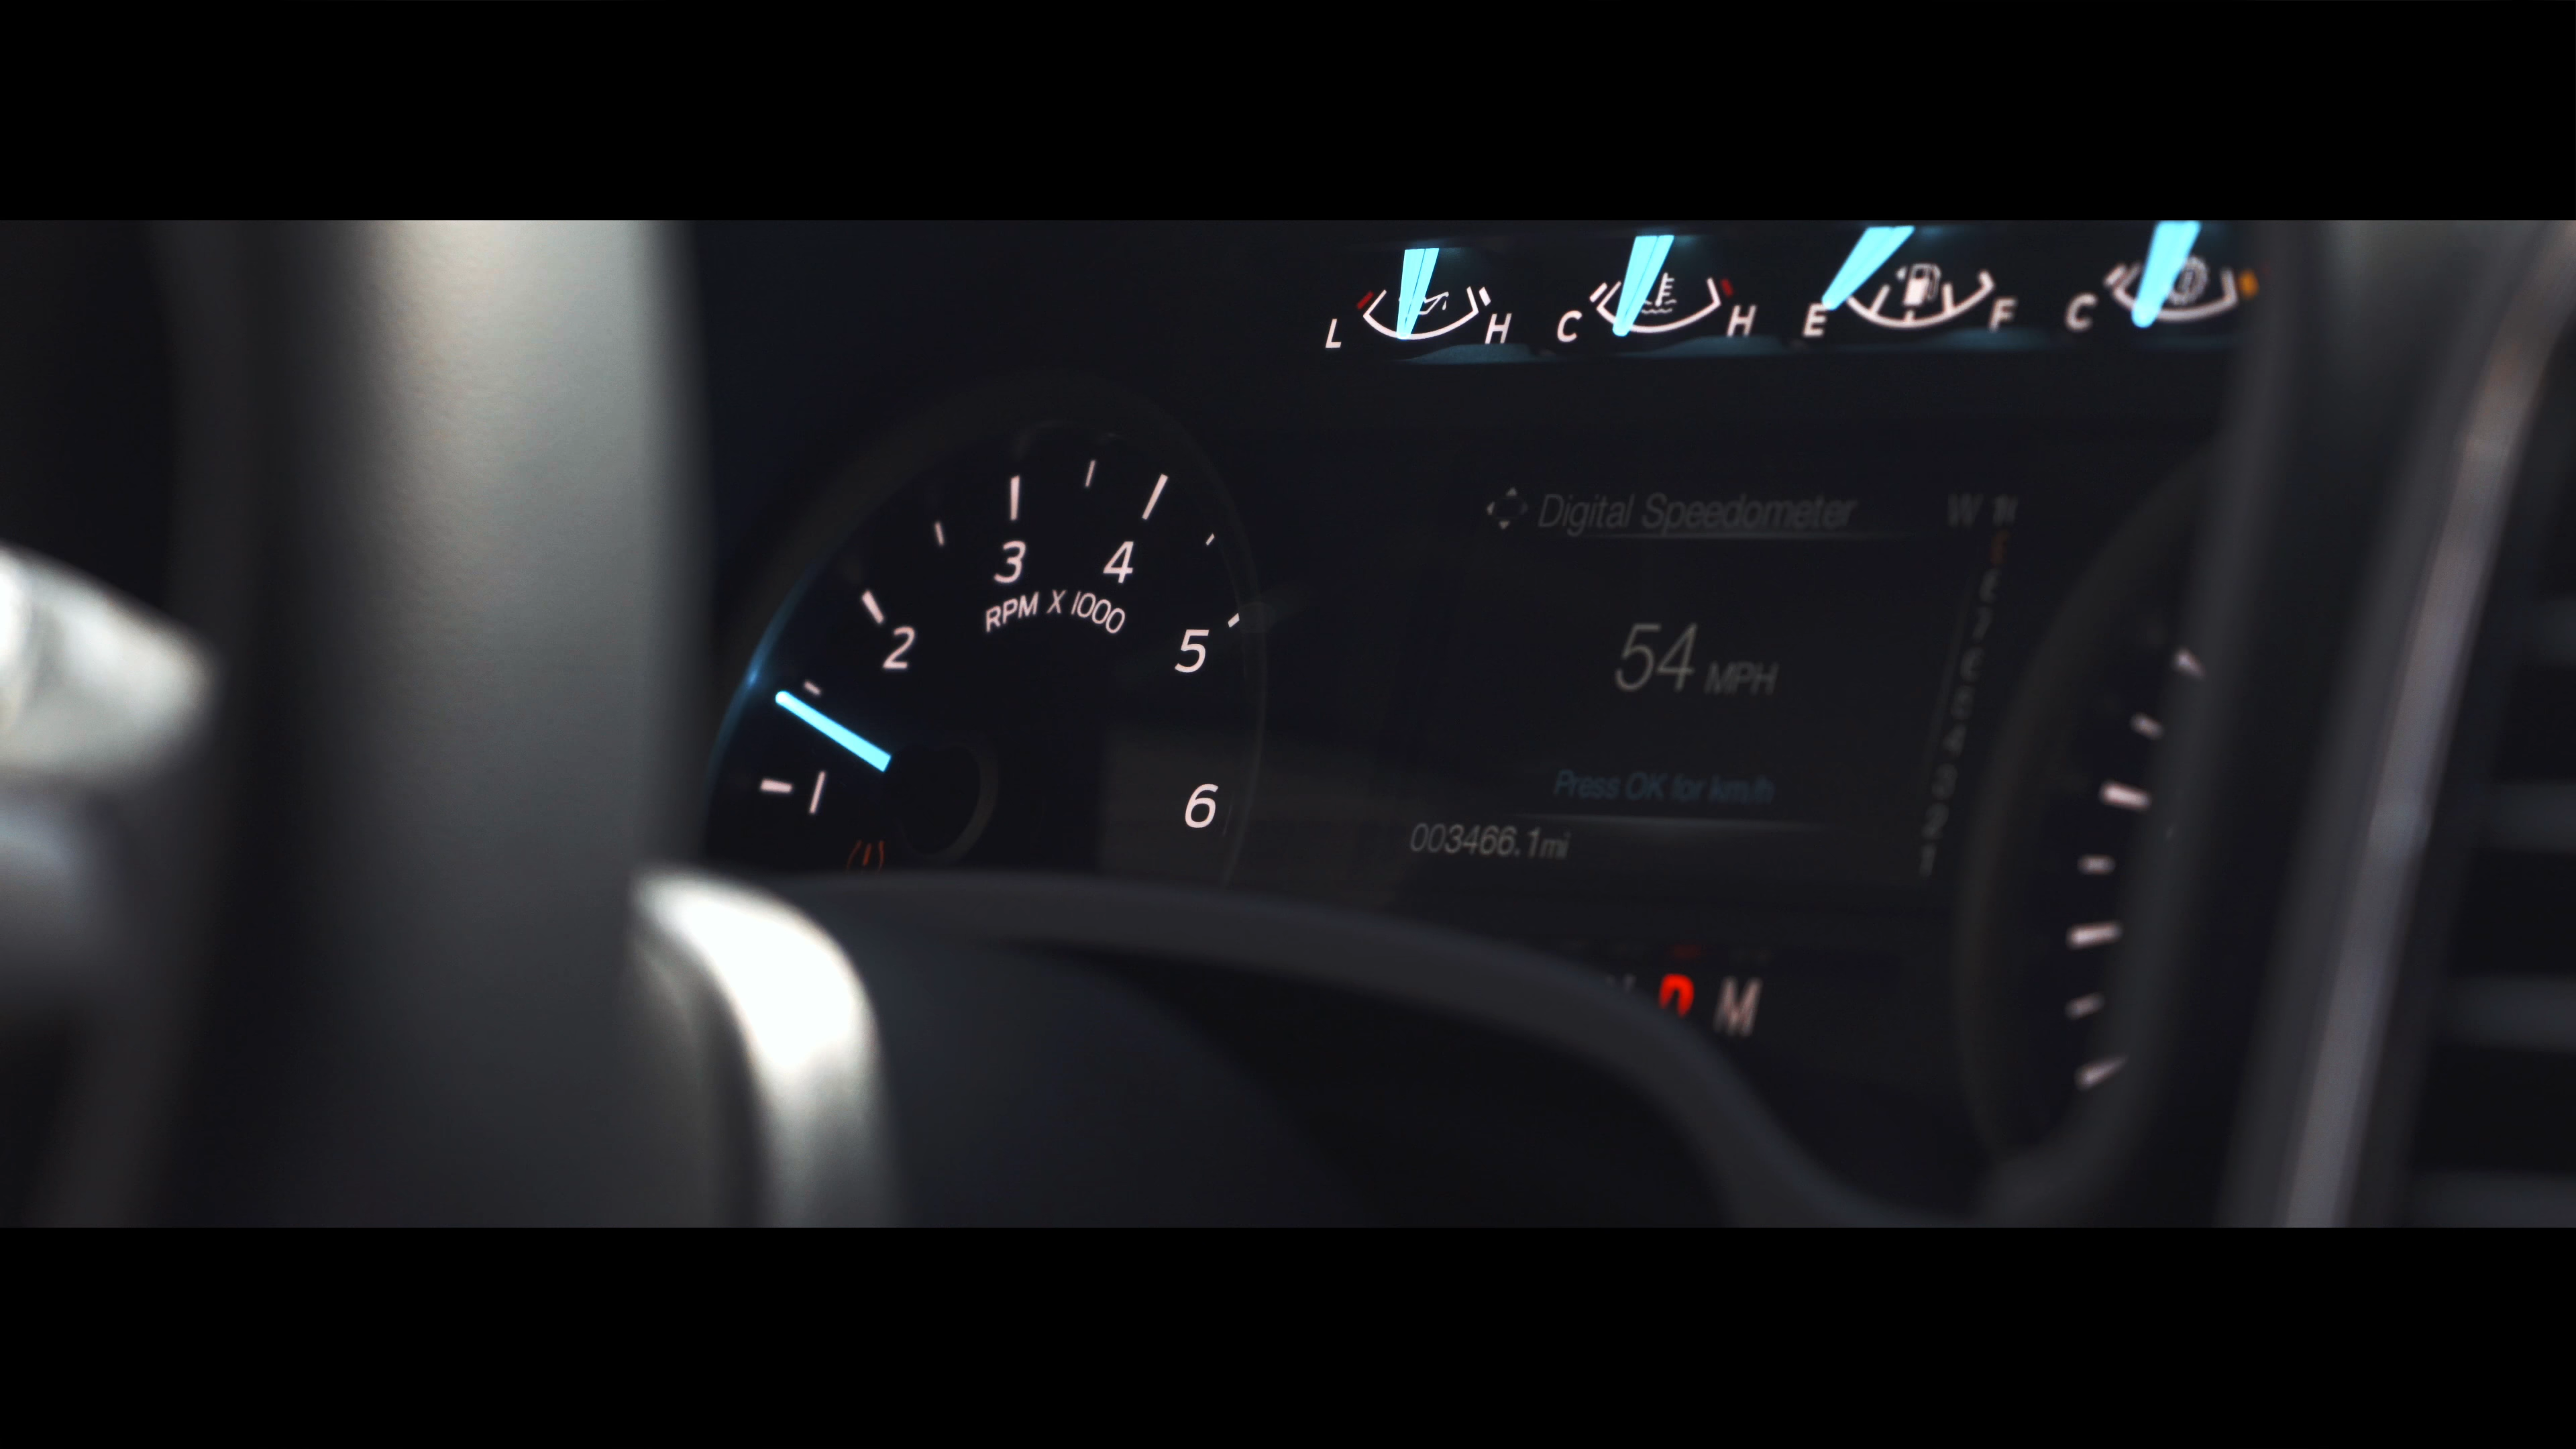 L H C H E F C
Digital Speedometer W
3 4
RPM X 1000
2 5
54 MPH
1 6
Press OK for km/h
003466.1mi
M